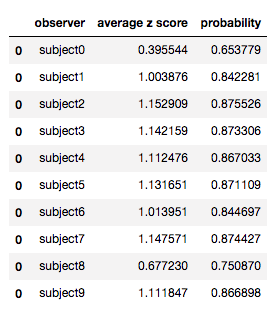 observer average z score probability
0 subject0 0.395544 0.653779
0 subject1 1.003876 0.842281
0 subject2 1.152909 0.875526
0 subject3 1.142159 0.873306
0 subject4 1.112476 0.867033
0 subject5 1.131651 0.871109
0 subject6 1.013951 0.844697
0 subject7 1.147571 0.874427
0 subject8 0.677230 0.750870
0 subject9 1.111847 0.866898